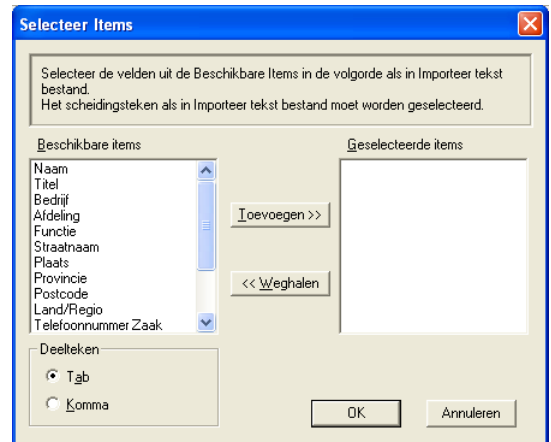 Selecteer Items
Selecteer de velden uit de Beschikbare Items in de volgorde als in Importeer tekst
bestand.
Het scheidingsteken als in Importeer tekst bestand moet worden geselecteerd.
Beschikbare items
Geselecteerde items
Naam
Titel
Bedrijf
Afdeling
Functie
Straatnaam
Plaats
Provincie
Postcode
Land/Regio
Telefoonnummer Zaak
Toevoegen >>
<< Weghalen
Deelteken
Tab
Komma
OK
Annuleren